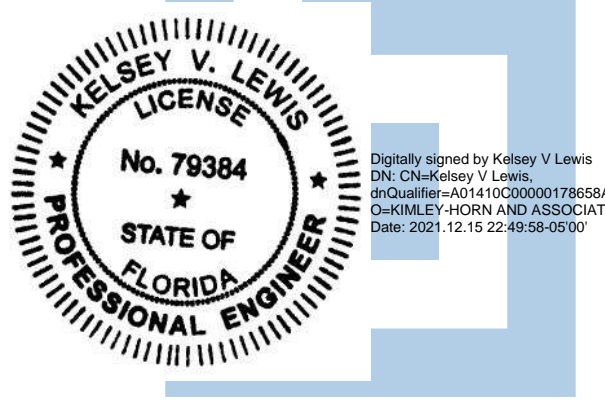 KELSEY V. LEWIS
LICENSE
No. 79384
STATE OF
FLORIDA
PROFESSIONAL ENGINEER
Digitally signed by Kelsey V Lewis
DN: CN=Kelsey V Lewis,
dnQualifier=A01410C00000178658A
O=KIMLEY-HORN AND ASSOCIAT
Date: 2021.12.15 22:49:58-05'00'